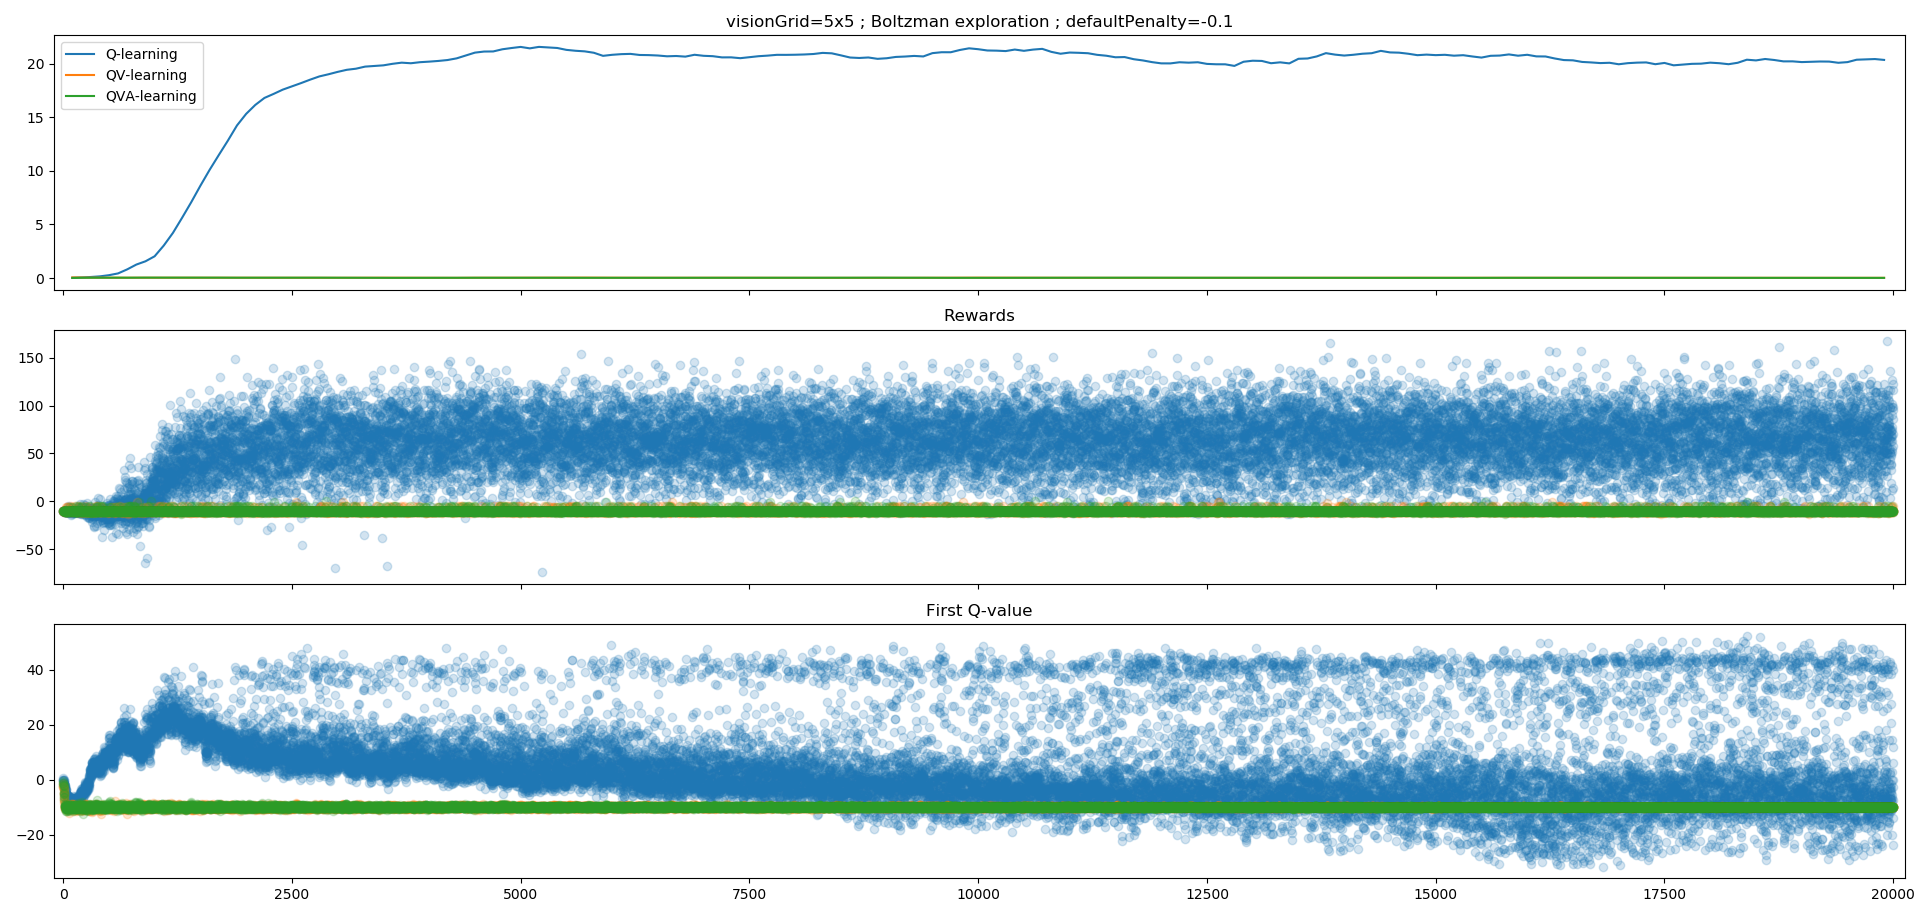 visionGrid=5x5 ; Boltzman exploration ; defaultPenalty=-0.1
Q-learning
QV-learning
QVA-learning
20
15
10
5
0
Rewards
150
100
50
0
−50
First Q-value
40
20
0
−20
0 2500 5000 7500 10000 12500 15000 17500 20000